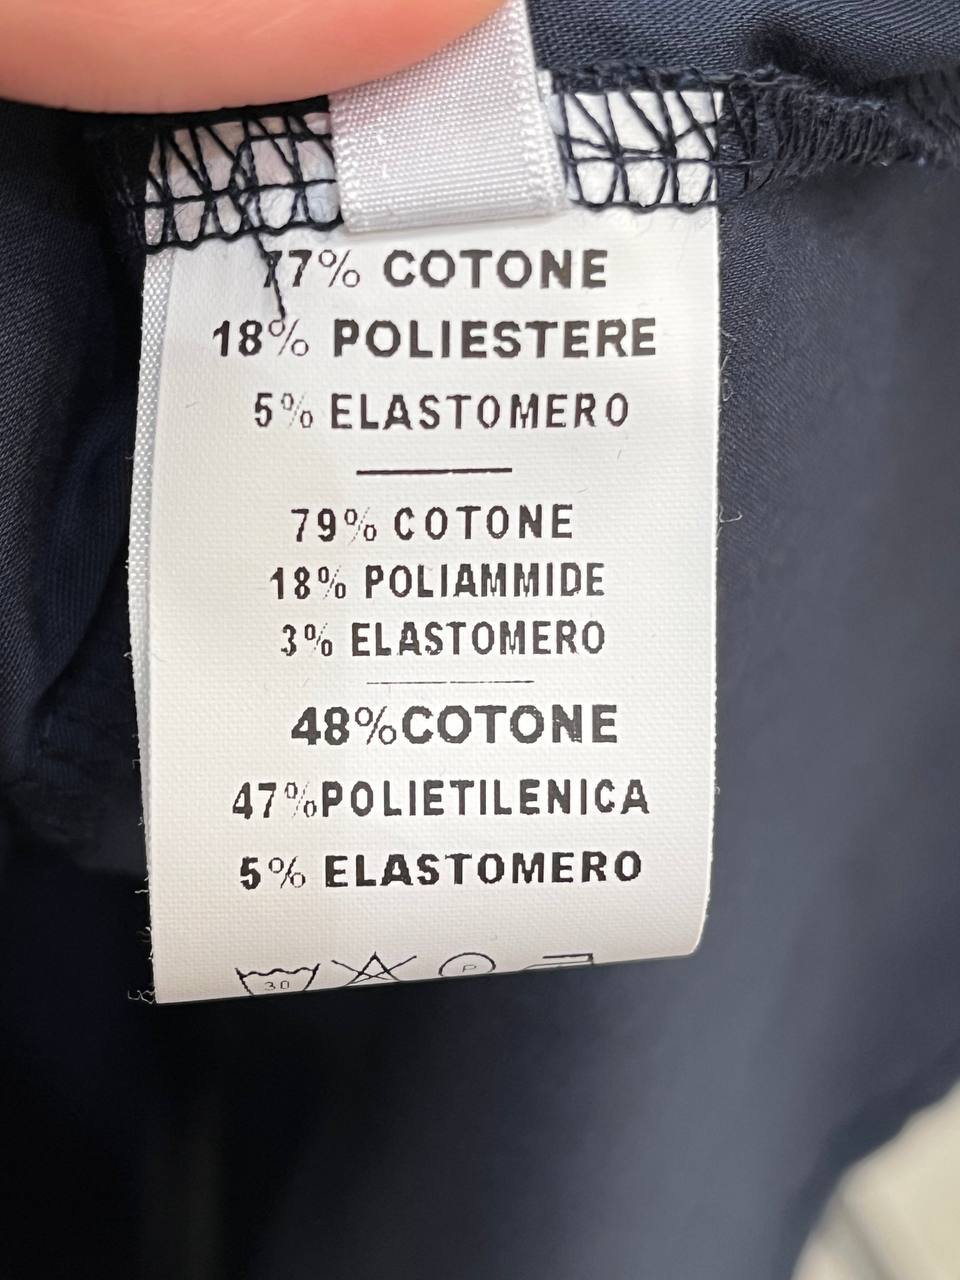 77% COTONE
18% POLIESTERE
5% ELASTOMERO
79% COTONE
18% POLIAMMIDE
3% ELASTOMERO
48%COTONE
47%POLIETILENICA
5% ELASTOMERO
30 P